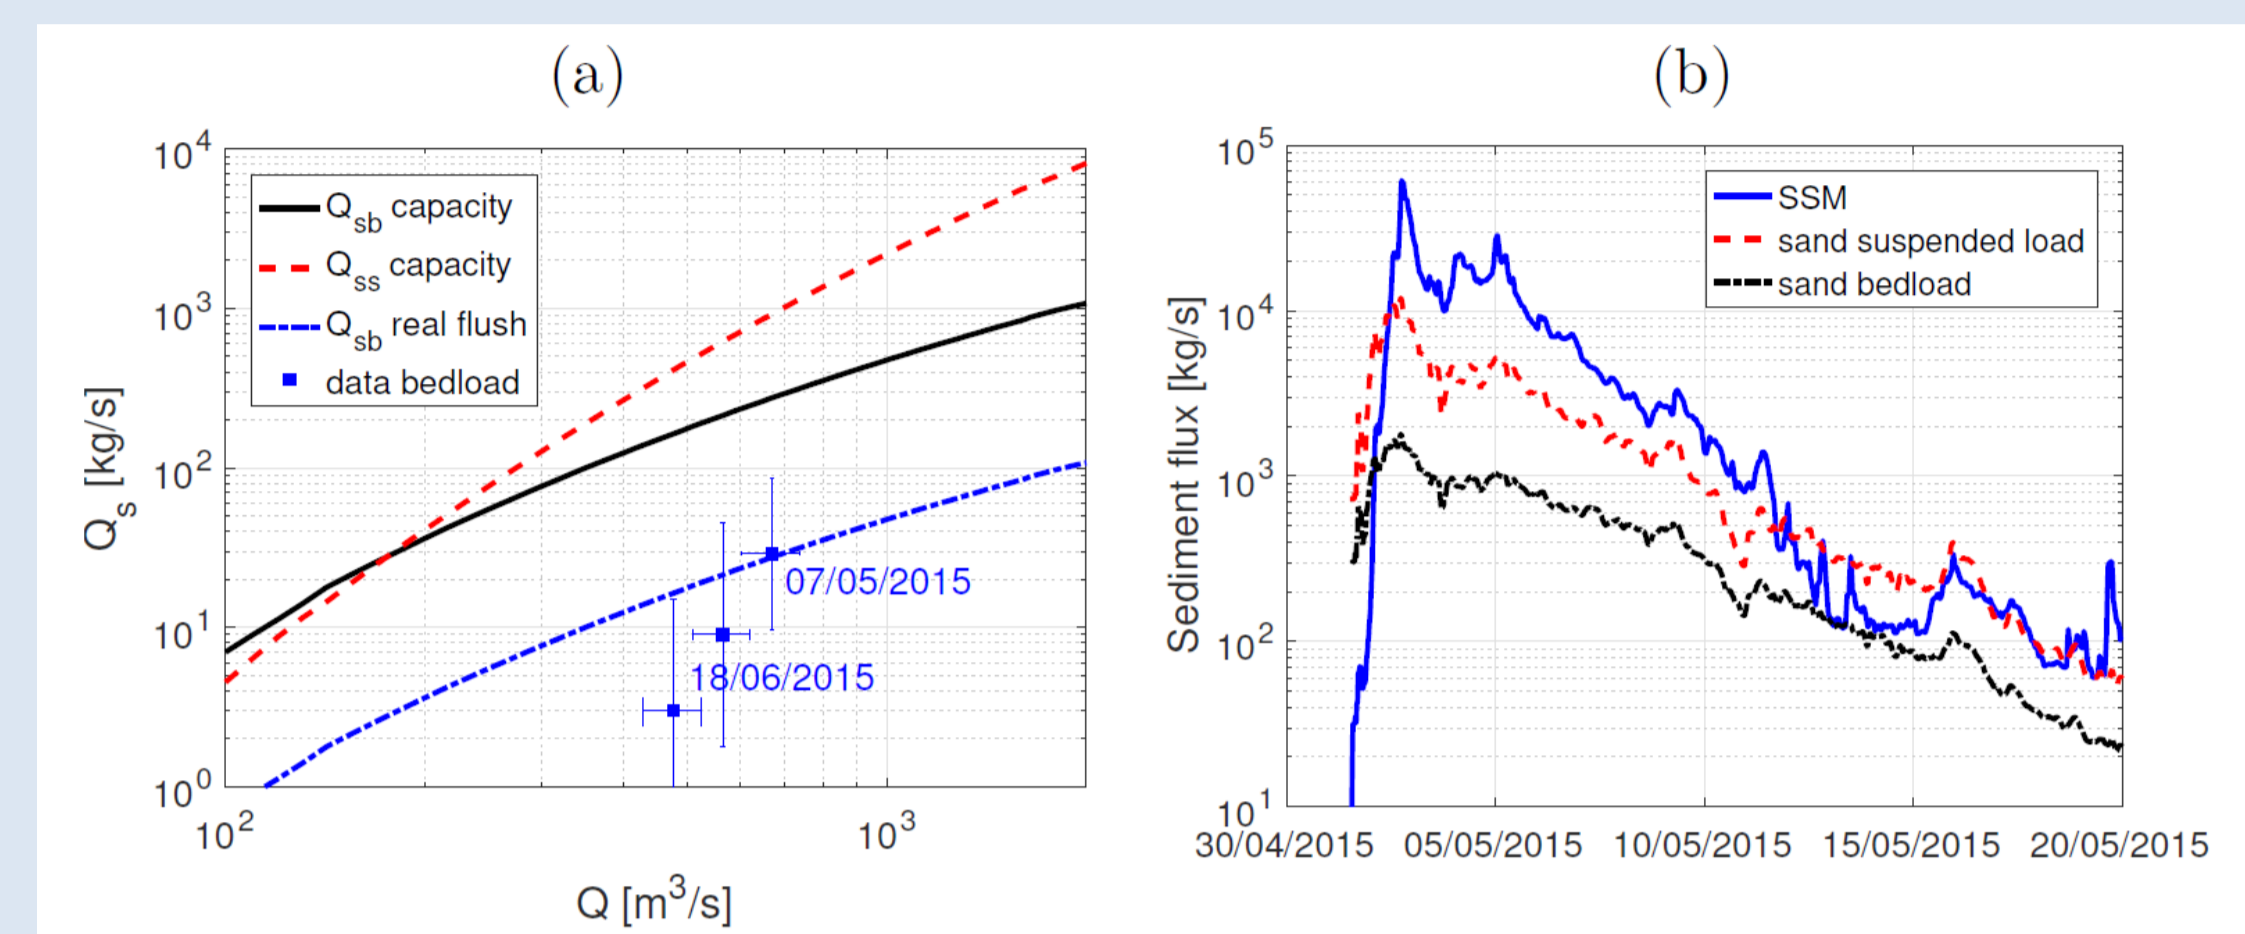 (a)
10^4
10^3
10^2
10^1
10^0
Q_s [kg/s]
Q_sb capacity
Q_ss capacity
Q_sb real flush
data bedload
07/05/2015
18/06/2015
10^2
10^3
Q [m^3/s]
(b)
10^5
10^4
10^3
10^2
10^1
Sediment flux [kg/s]
SSM
sand suspended load
sand bedload
30/04/2015 05/05/2015 10/05/2015 15/05/2015 20/05/2015